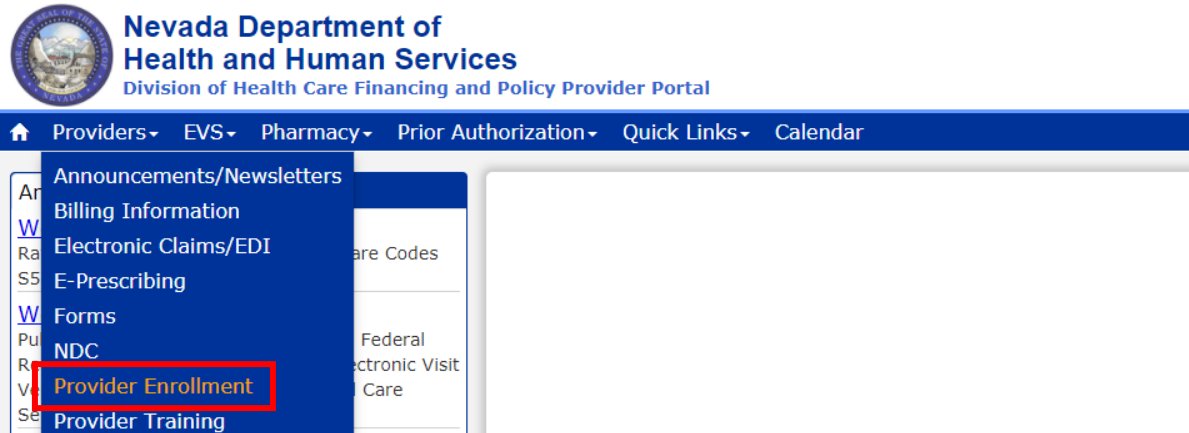 Nevada Department of
Health and Human Services
Division of Health Care Financing and Policy Provider Portal
Providers EVS Pharmacy Prior Authorization Quick Links Calendar
Announcements/Newsletters
Billing Information
Electronic Claims/EDI
are Codes
E-Prescribing
Forms
Federal
NDC
ectronic Visit
Provider Enrollment
Care
Provider Training